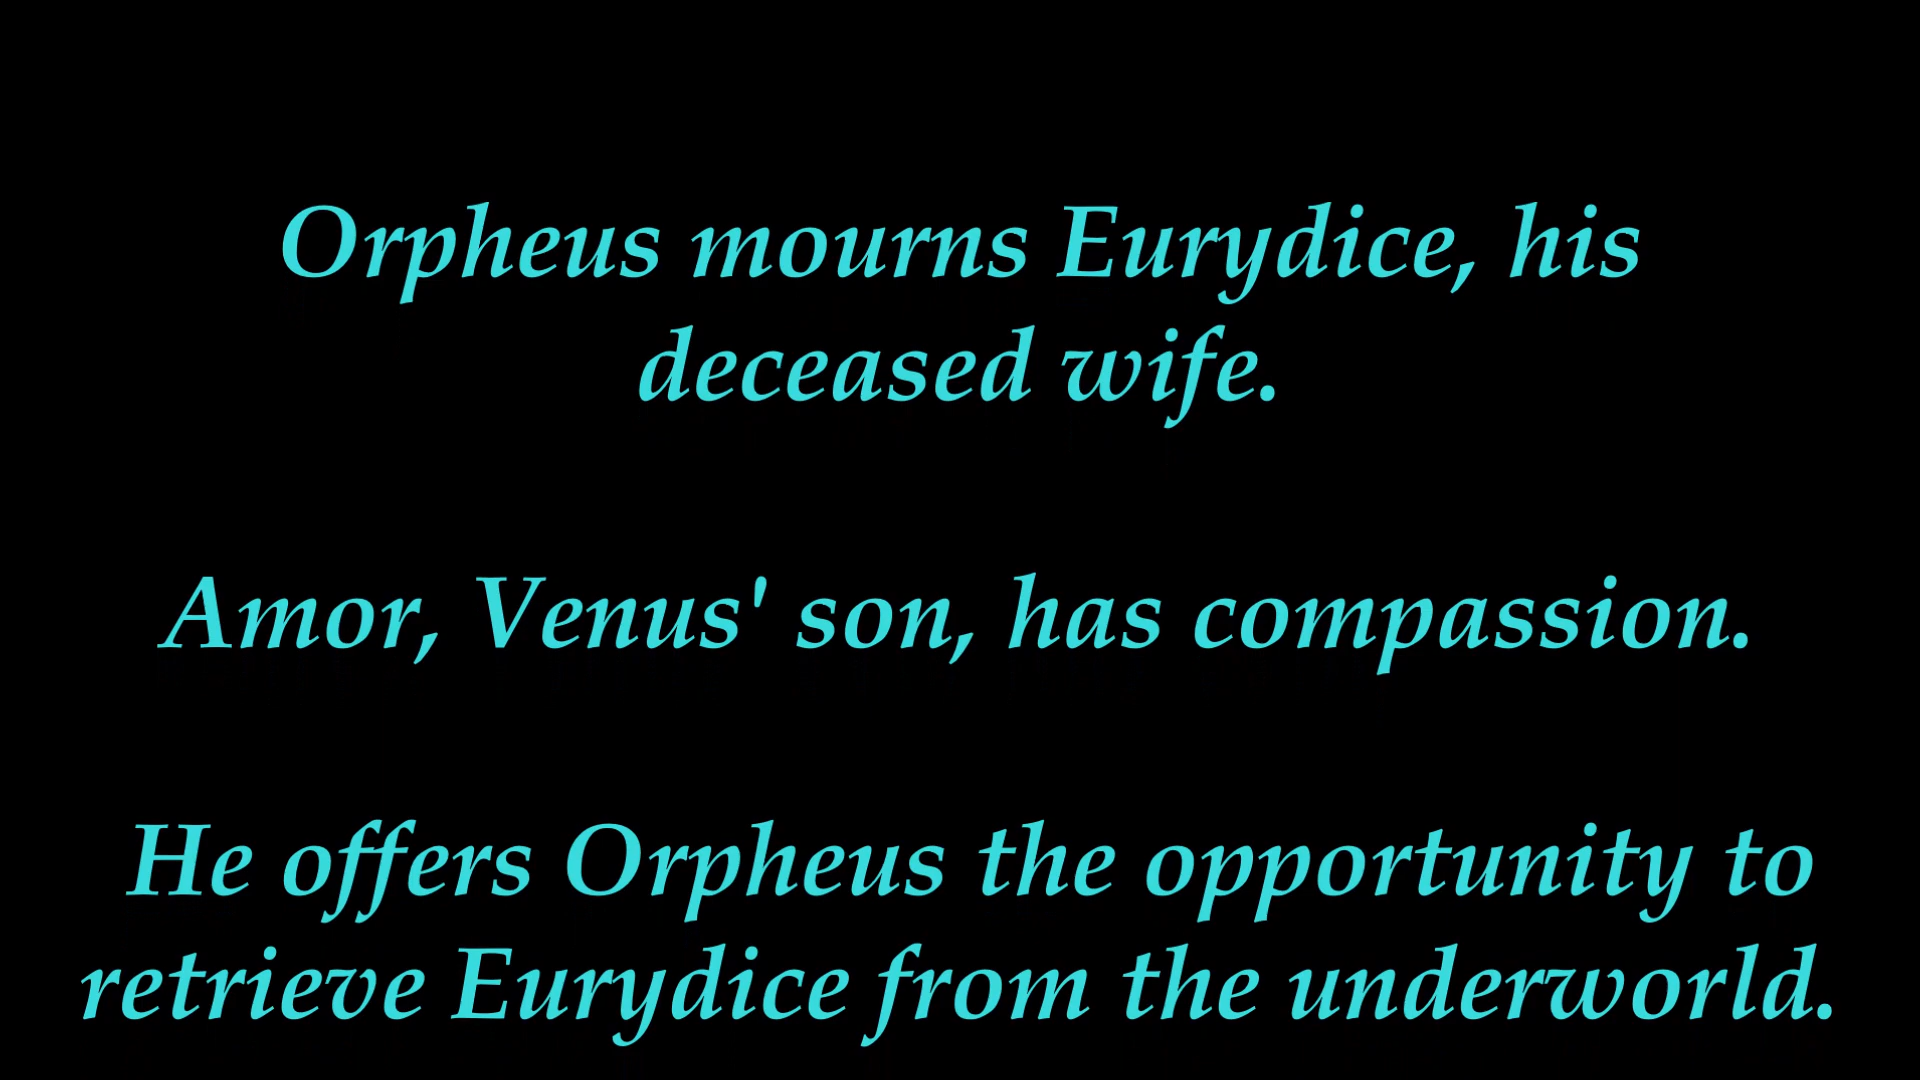 Orpheus mourns Eurydice, his
deceased wife.
Amor, Venus' son, has compassion.
He offers Orpheus the opportunity to
retrieve Eurydice from the underworld.